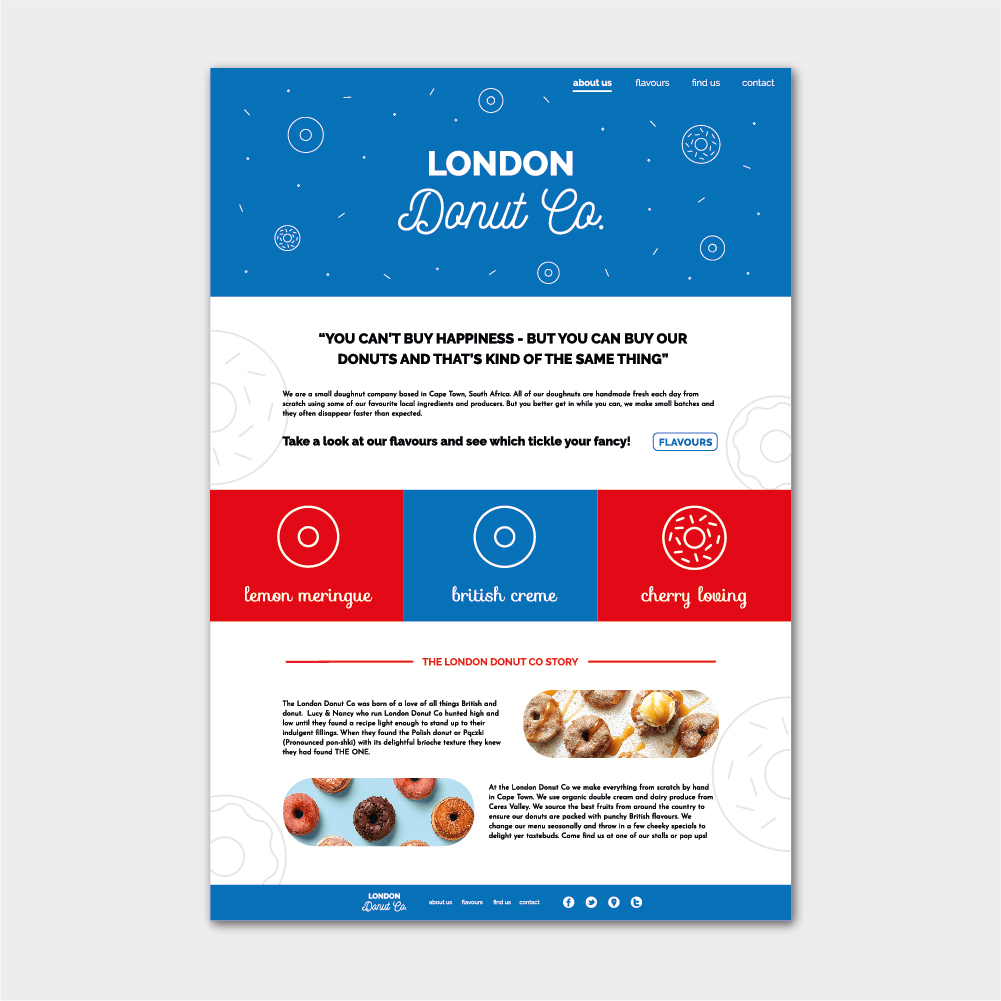 about us flavours find us contact
LONDON
Donut Co.
“YOU CAN’T BUY HAPPINESS - BUT YOU CAN BUY OUR
DONUTS AND THAT’S KIND OF THE SAME THING”
We are a small doughnut company based in Cape Town, South Africa. All of our doughnuts are handmade fresh each day from
scratch using some of our favourite local ingredients and producers. But you better get in while you can, we make small batches and
they often disappear faster than expected.
Take a look at our flavours and see which tickle your fancy! FLAVOURS
lemon meringue
british creme
cherry loving
THE LONDON DONUT CO STORY
The London Donut Co was born of a love of all things British and
donut. Lucy & Nancy who run London Donut Co hunted high and
low until they found a recipe light enough to stand up to their
indulgent fillings. When they found the Polish donut or Pączki
(Pronounced pon-shki) with its delightful brioche texture they knew
they had found THE ONE.
At the London Donut Co we make everything from scratch by hand
in Cape Town. We use organic double cream and dairy produce from
Ceres Valley. We source the best fruits from around the country to
ensure our donuts are packed with punchy British flavours. We
change our menu seasonally and throw in a few cheeky specials to
delight yer tastebuds. Come find us at one of our stalls or pop ups!
LONDON
Donut Co.
about us flavours find us contact